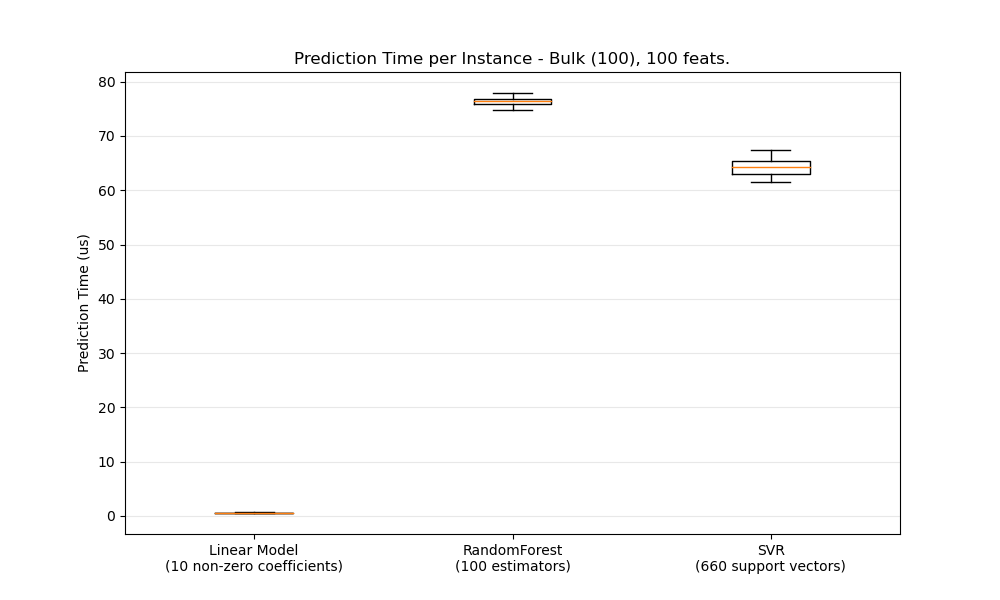 Prediction Time per Instance - Bulk (100), 100 feats.
Prediction Time (us)
80
70
60
50
40
30
20
10
0
Linear Model
(10 non-zero coefficients)
RandomForest
(100 estimators)
SVR
(660 support vectors)